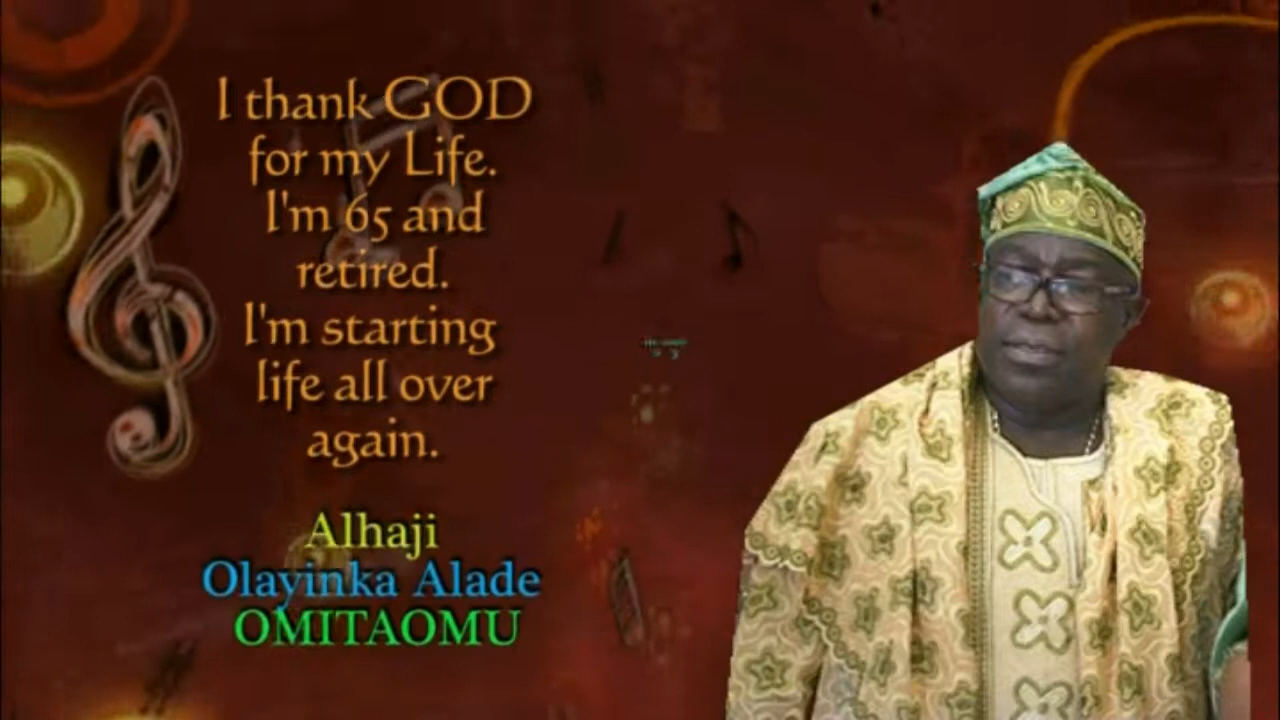 I thank GOD
for my Life.
I'm 65 and
retired.
I'm starting
life all over
again.
Alhaji
Olayinka Alade
OMITAOMU